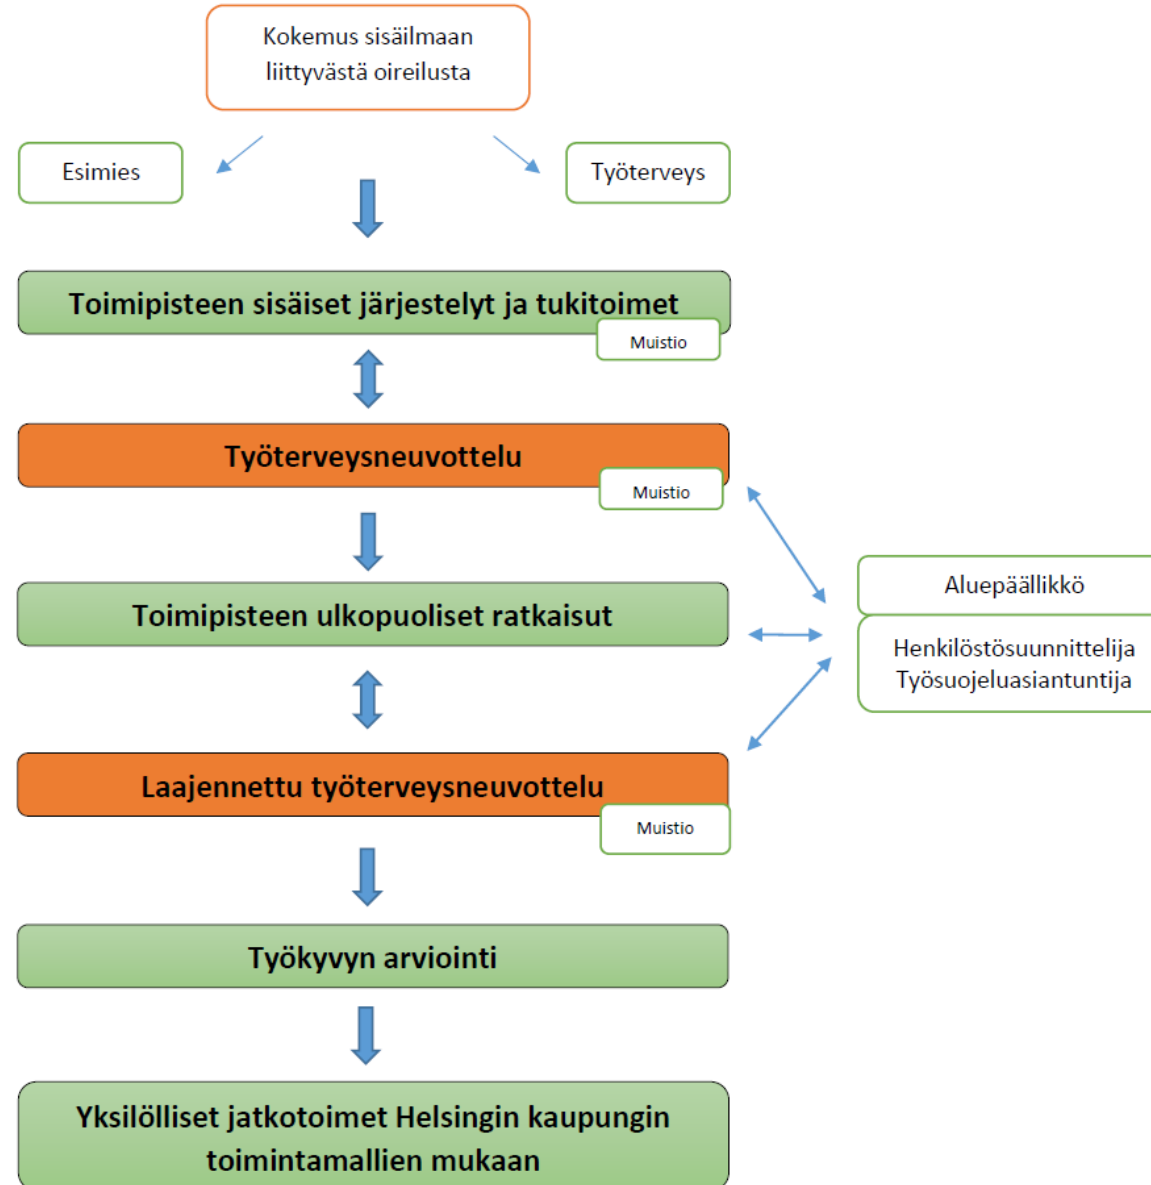 Kokemus sisäilmaan
liittyvästä oireilusta
Esimies
Työterveys
Toimipisteen sisäiset järjestelyt ja tukitoimet
Muistio
Työterveysneuvottelu
Muistio
Toimipisteen ulkopuoliset ratkaisut
Aluepäällikkö
Henkilöstösuunnittelija
Työsuojeluasiantuntija
Laajennettu työterveysneuvottelu
Muistio
Työkyvyn arviointi
Yksilölliset jatkotoimet Helsingin kaupungin
toimintamallien mukaan